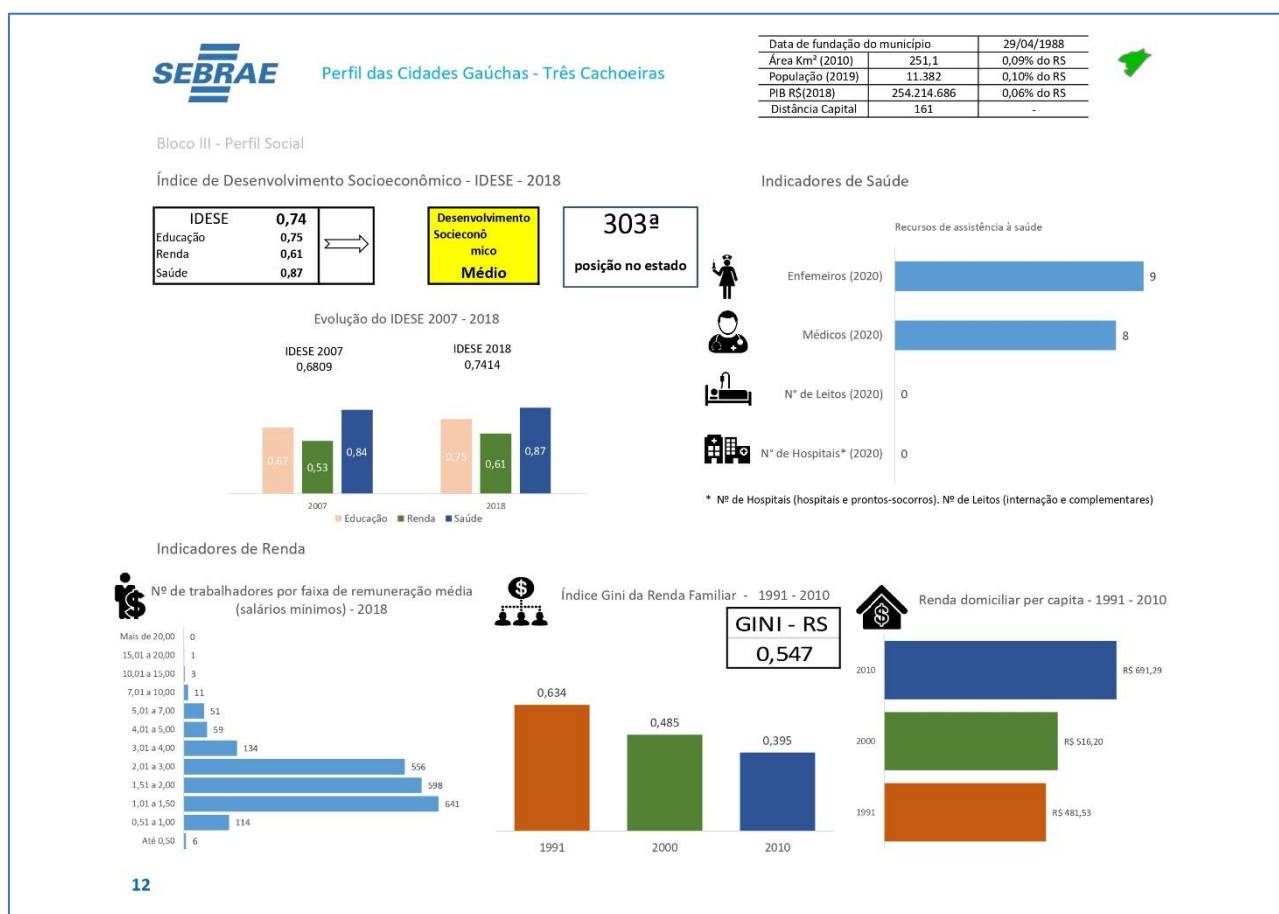 SEBRAE
Perfil das Cidades Gaúchas - Três Cachoeiras
Data de fundação do município 29/04/1988
Área Km² (2010) 251,1 0,09% do RS
População (2019) 11.382 0,10% do RS
PIB R$(2018) 254.214.686 0,06% do RS
Distância Capital 161 -
Bloco III - Perfil Social
Índice de Desenvolvimento Socioeconômico - IDESE - 2018
IDESE 0,74
Educação 0,75
Renda 0,61
Saúde 0,87
Desenvolvimento
Socieconô
mico
Médio
303ª
posição no estado
Evolução do IDESE 2007 - 2018
IDESE 2007
0,6809
IDESE 2018
0,7414
0,67
0,53
0,84
0,75
0,61
0,87
2007
2018
Educação Renda Saúde
Indicadores de Saúde
Recursos de assistência à saúde
Enfemeiros (2020) 9
Médicos (2020) 8
N° de Leitos (2020) 0
N° de Hospitais* (2020) 0
* Nº de Hospitais (hospitais e prontos-socorros). Nº de Leitos (internação e complementares)
Indicadores de Renda
Nº de trabalhadores por faixa de remuneração média
(salários mínimos) - 2018
Mais de 20,00 0
15,01 a 20,00 1
10,01 a 15,00 3
7,01 a 10,00 11
5,01 a 7,00 51
4,01 a 5,00 59
3,01 a 4,00 134
2,01 a 3,00 556
1,51 a 2,00 598
1,01 a 1,50 641
0,51 a 1,00 114
Até 0,50 6
$
Índice Gini da Renda Familiar - 1991 - 2010
GINI - RS
0,547
0,634
0,485
0,395
1991
2000
2010
$
Renda domiciliar per capita - 1991 - 2010
2010 R$ 691,29
2000 R$ 516,20
1991 R$ 481,53
12